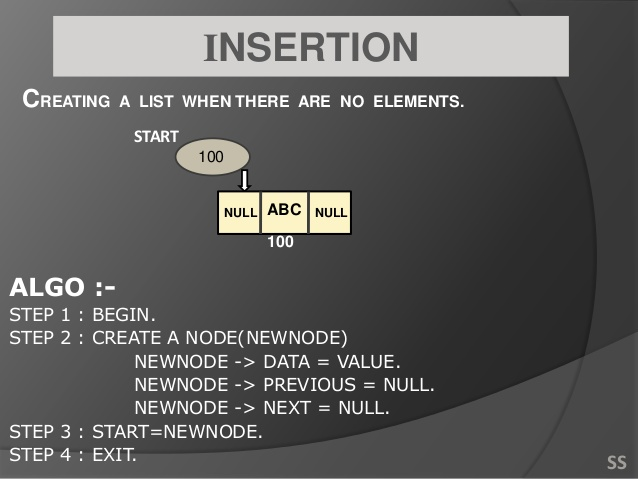 INSERTION
CREATING A LIST WHEN THERE ARE NO ELEMENTS.
START
100
NULL ABC NULL
100
ALGO :-
STEP 1 : BEGIN.
STEP 2 : CREATE A NODE(NEWNODE)
NEWNODE -> DATA = VALUE.
NEWNODE -> PREVIOUS = NULL.
NEWNODE -> NEXT = NULL.
STEP 3 : START=NEWNODE.
STEP 4 : EXIT.
SS